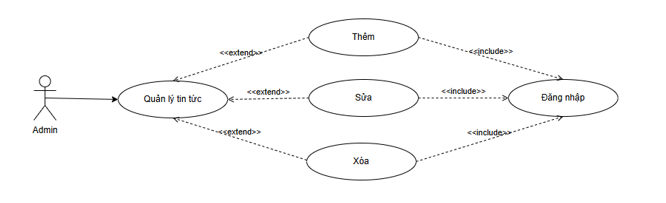 Thêm
<<extend>>
<<include>>
Admin
Quản lý tin tức
<<extend>>
Sửa
<<include>>
Đăng nhập
<<extend>>
<<include>>
Xóa